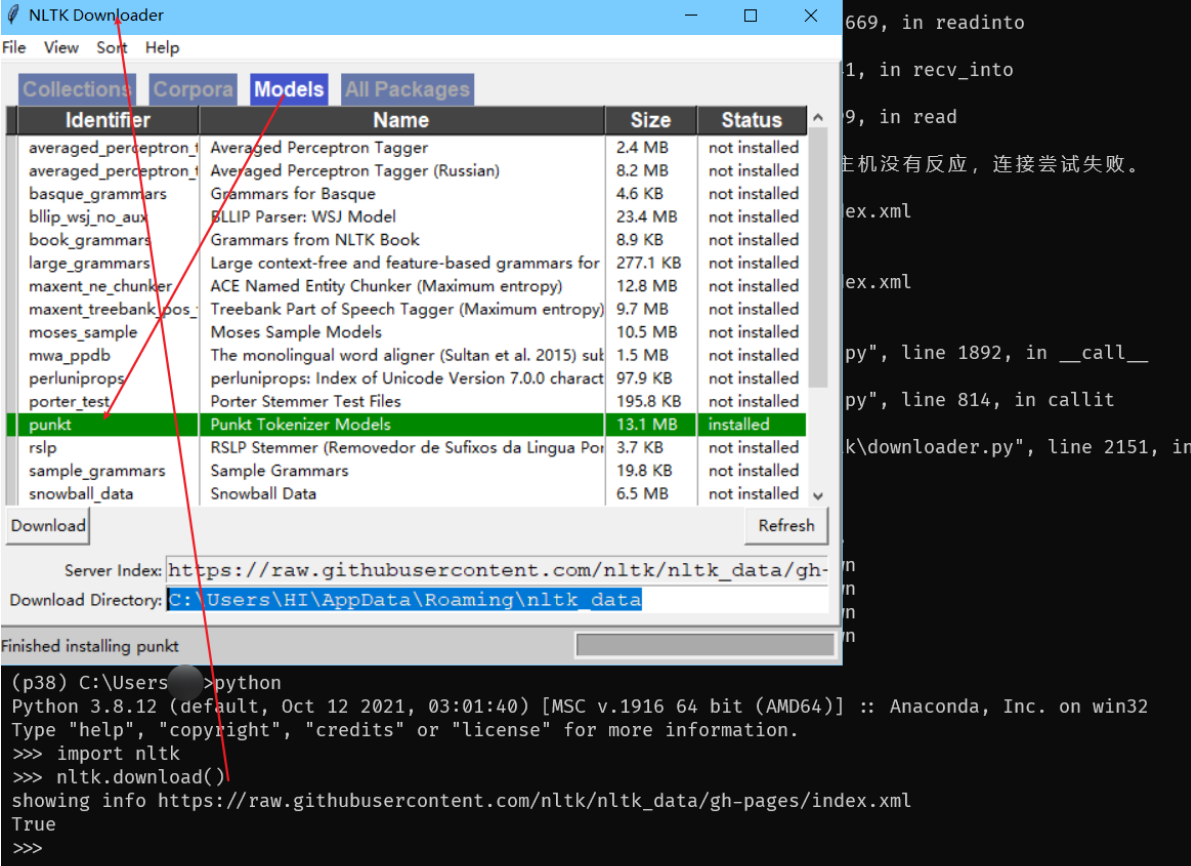 NLTK Downloader
File View Sort Help
Collections Corpora Models All Packages
Identifier Name Size Status
averaged_perceptron_t Averaged Perceptron Tagger 2.4 MB not installed
averaged_perceptron_t Averaged Perceptron Tagger (Russian) 8.2 MB not installed
basque_grammars Grammars for Basque 4.6 KB not installed
bllip_wsj_no_aux BLLIP Parser: WSJ Model 23.4 MB not installed
book_grammars Grammars from NLTK Book 8.9 KB not installed
large_grammars Large context-free and feature-based grammars for 277.1 KB not installed
maxent_ne_chunker ACE Named Entity Chunker (Maximum entropy) 12.8 MB not installed
maxent_treebank_pos_t Treebank Part of Speech Tagger (Maximum entropy) 9.7 MB not installed
moses_sample Moses Sample Models 10.5 MB not installed
mwa_ppdb The monolingual word aligner (Sultan et al. 2015) sub 1.5 MB not installed
perluniprops perluniprops: Index of Unicode Version 7.0.0 charact 97.9 KB not installed
porter_test Porter Stemmer Test Files 195.8 KB not installed
punkt Punkt Tokenizer Models 13.1 MB installed
rslp RSLP Stemmer (Removedor de Sufixos da Lingua Por 3.7 KB not installed
sample_grammars Sample Grammars 19.8 KB not installed
snowball_data Snowball Data 6.5 MB not installed
Download Refresh
Server Index: https://raw.githubusercontent.com/nltk/nltk_data/gh-
Download Directory: C:\Users\HI\AppData\Roaming\nltk_data
Finished installing punkt
669, in readinto
1, in recv_into
9, in read
主机没有反应，连接尝试失败。
dex.xml
dex.xml
py", line 1892, in __call__
py", line 814, in callit
k\downloader.py", line 2151, in
wn
wn
wn
wn
(p38) C:\Users >python
Python 3.8.12 (default, Oct 12 2021, 03:01:40) [MSC v.1916 64 bit (AMD64)] :: Anaconda, Inc. on win32
Type "help", "copyright", "credits" or "license" for more information.
>>> import nltk
>>> nltk.download()
showing info https://raw.githubusercontent.com/nltk/nltk_data/gh-pages/index.xml
True
>>>